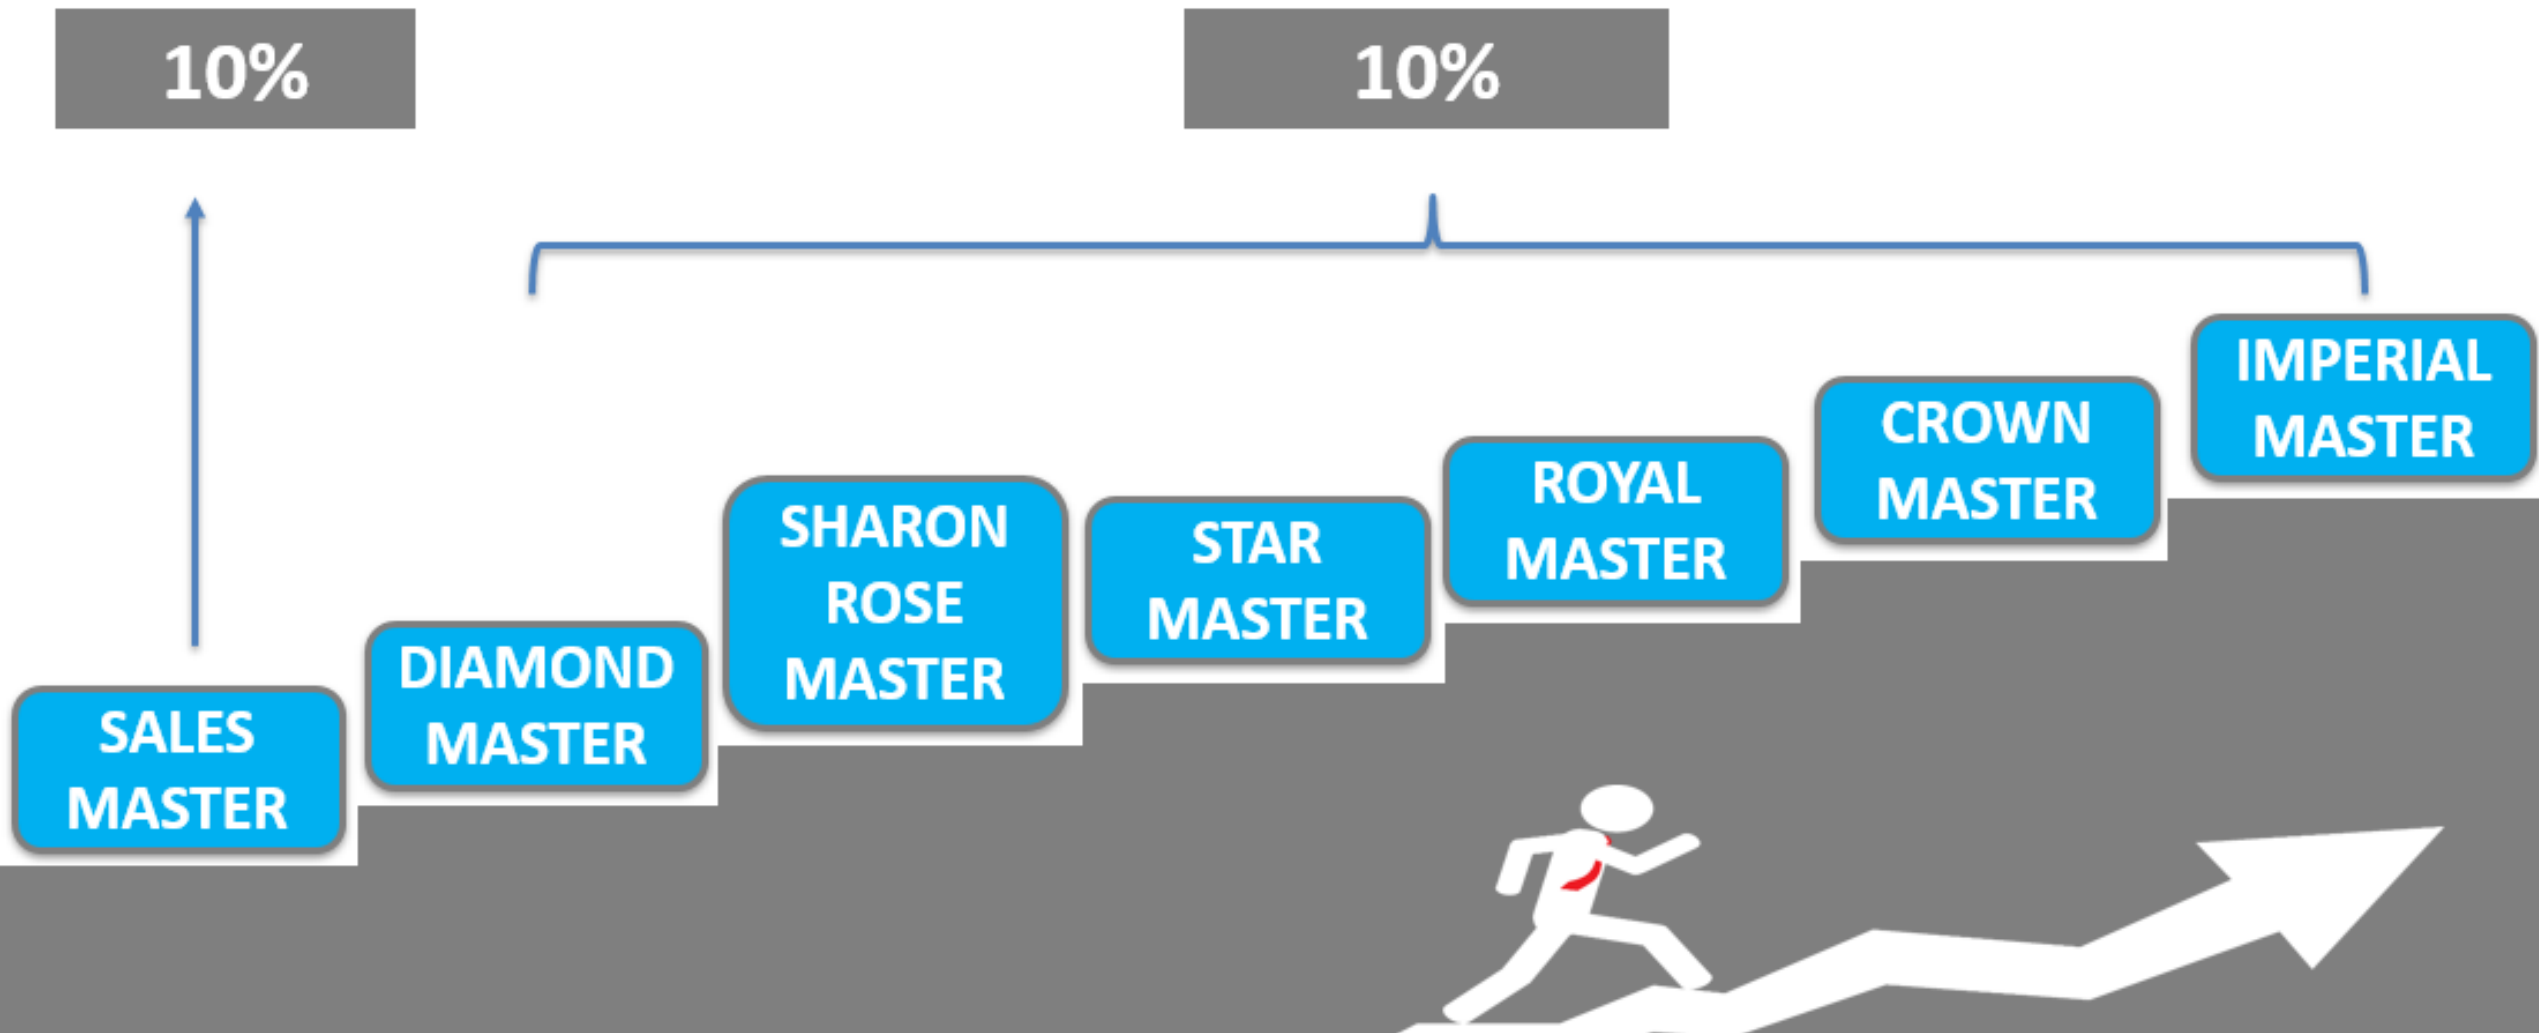 10%
10%
SALES
MASTER
DIAMOND
MASTER
SHARON
ROSE
MASTER
STAR
MASTER
ROYAL
MASTER
CROWN
MASTER
IMPERIAL
MASTER